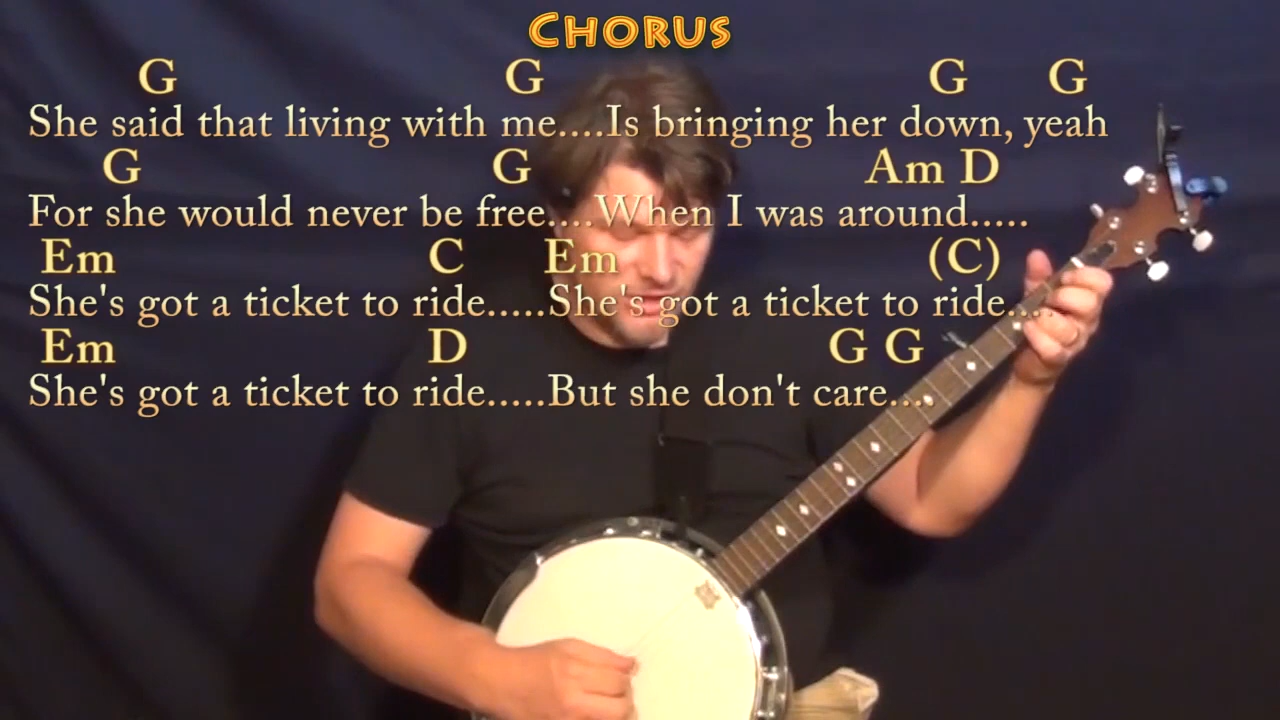 CHORUS
G G G G
She said that living with me....Is bringing her down, yeah
G G Am D
For she would never be free....When I was around.....
Em C Em (C)
She's got a ticket to ride.....She's got a ticket to ride.....
Em D G G
She's got a ticket to ride.....But she don't care....